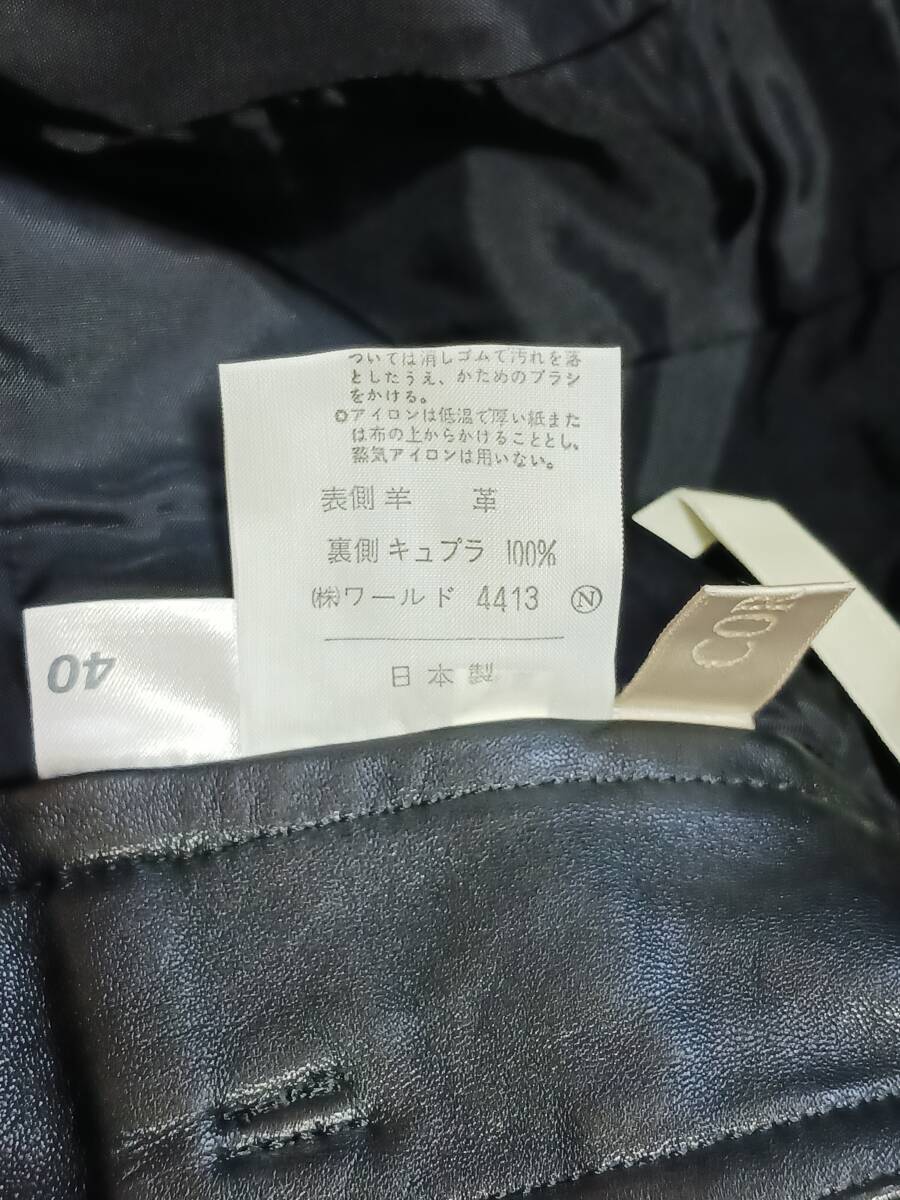 ついては消しゴムで汚れを落
としたうえ、かためのブラシ
をかける。
◎アイロンは低温で厚い紙また
は布の上からかけることとし、
蒸気アイロンは用いない。
表側 羊 革
裏側 キュプラ 100%
㈱ワールド 4413 Ⓝ
日本製
40
COR